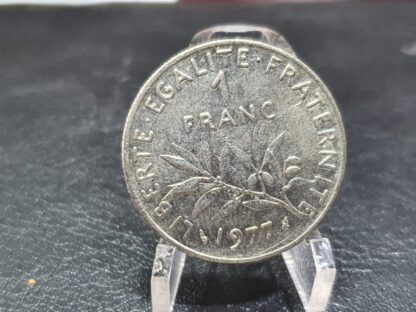 LIBERTE · EGALITE · FRATERNITE
1
FRANC
1977